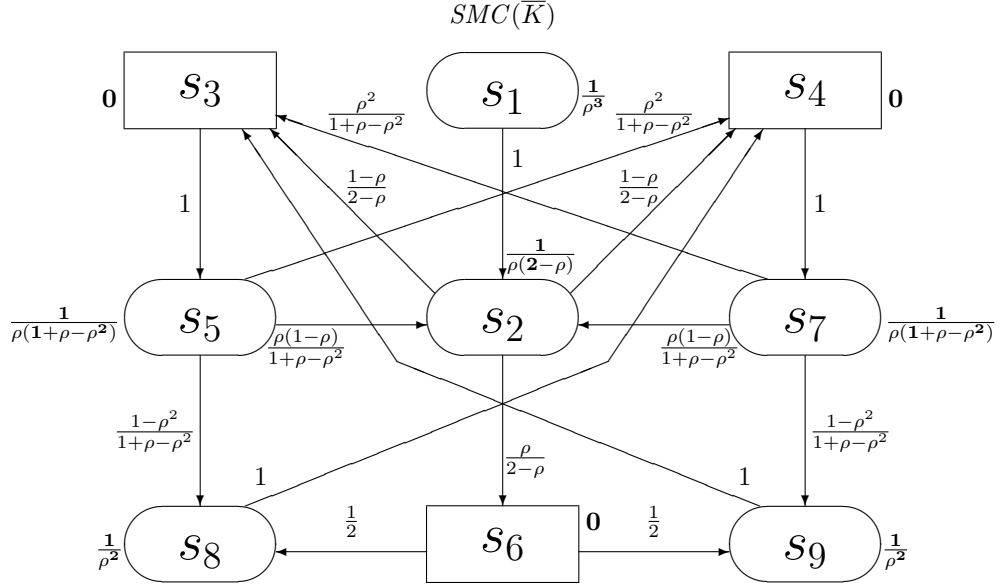 SMC(K̅)
0 s₃ s₁ 1/ρ³ s₄ 0
ρ²/(1+ρ−ρ²) ρ²/(1+ρ−ρ²)
1
(1−ρ)/(2−ρ) (1−ρ)/(2−ρ)
1 1
1/(ρ(2−ρ))
1/(ρ(1+ρ−ρ²)) s₅ s₂ s₇ 1/(ρ(1+ρ−ρ²))
ρ(1−ρ)/(1+ρ−ρ²) ρ(1−ρ)/(1+ρ−ρ²)
(1−ρ²)/(1+ρ−ρ²) (1−ρ²)/(1+ρ−ρ²)
ρ/(2−ρ)
1 1
1/2 0 1/2
1/ρ² s₈ s₆ s₉ 1/ρ²